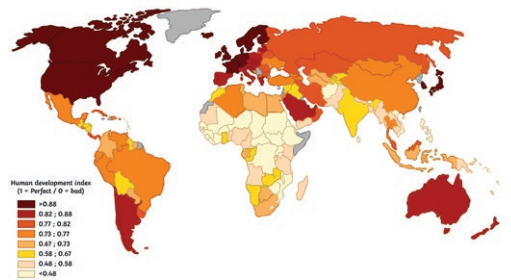 Human development index
(1 = Perfect / 0 = bad)
>0.88
0.82 ; 0.88
0.77 ; 0.82
0.73 ; 0.77
0.67 ; 0.73
0.58 ; 0.67
0.48 ; 0.58
<0.48